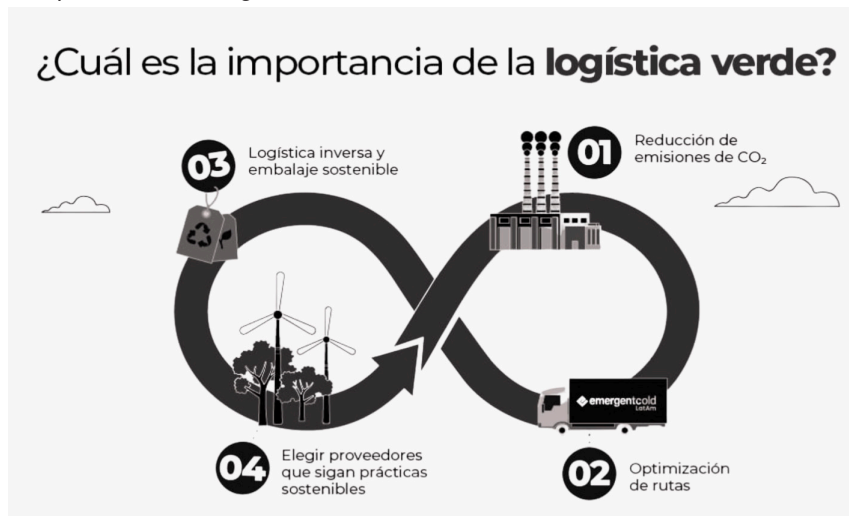 ¿Cuál es la importancia de la logística verde?
01
Reducción de
emisiones de CO₂
02
Optimización
de rutas
emergentcold
LatAm
03
Logística inversa y
embalaje sostenible
04
Elegir proveedores
que sigan prácticas
sostenibles